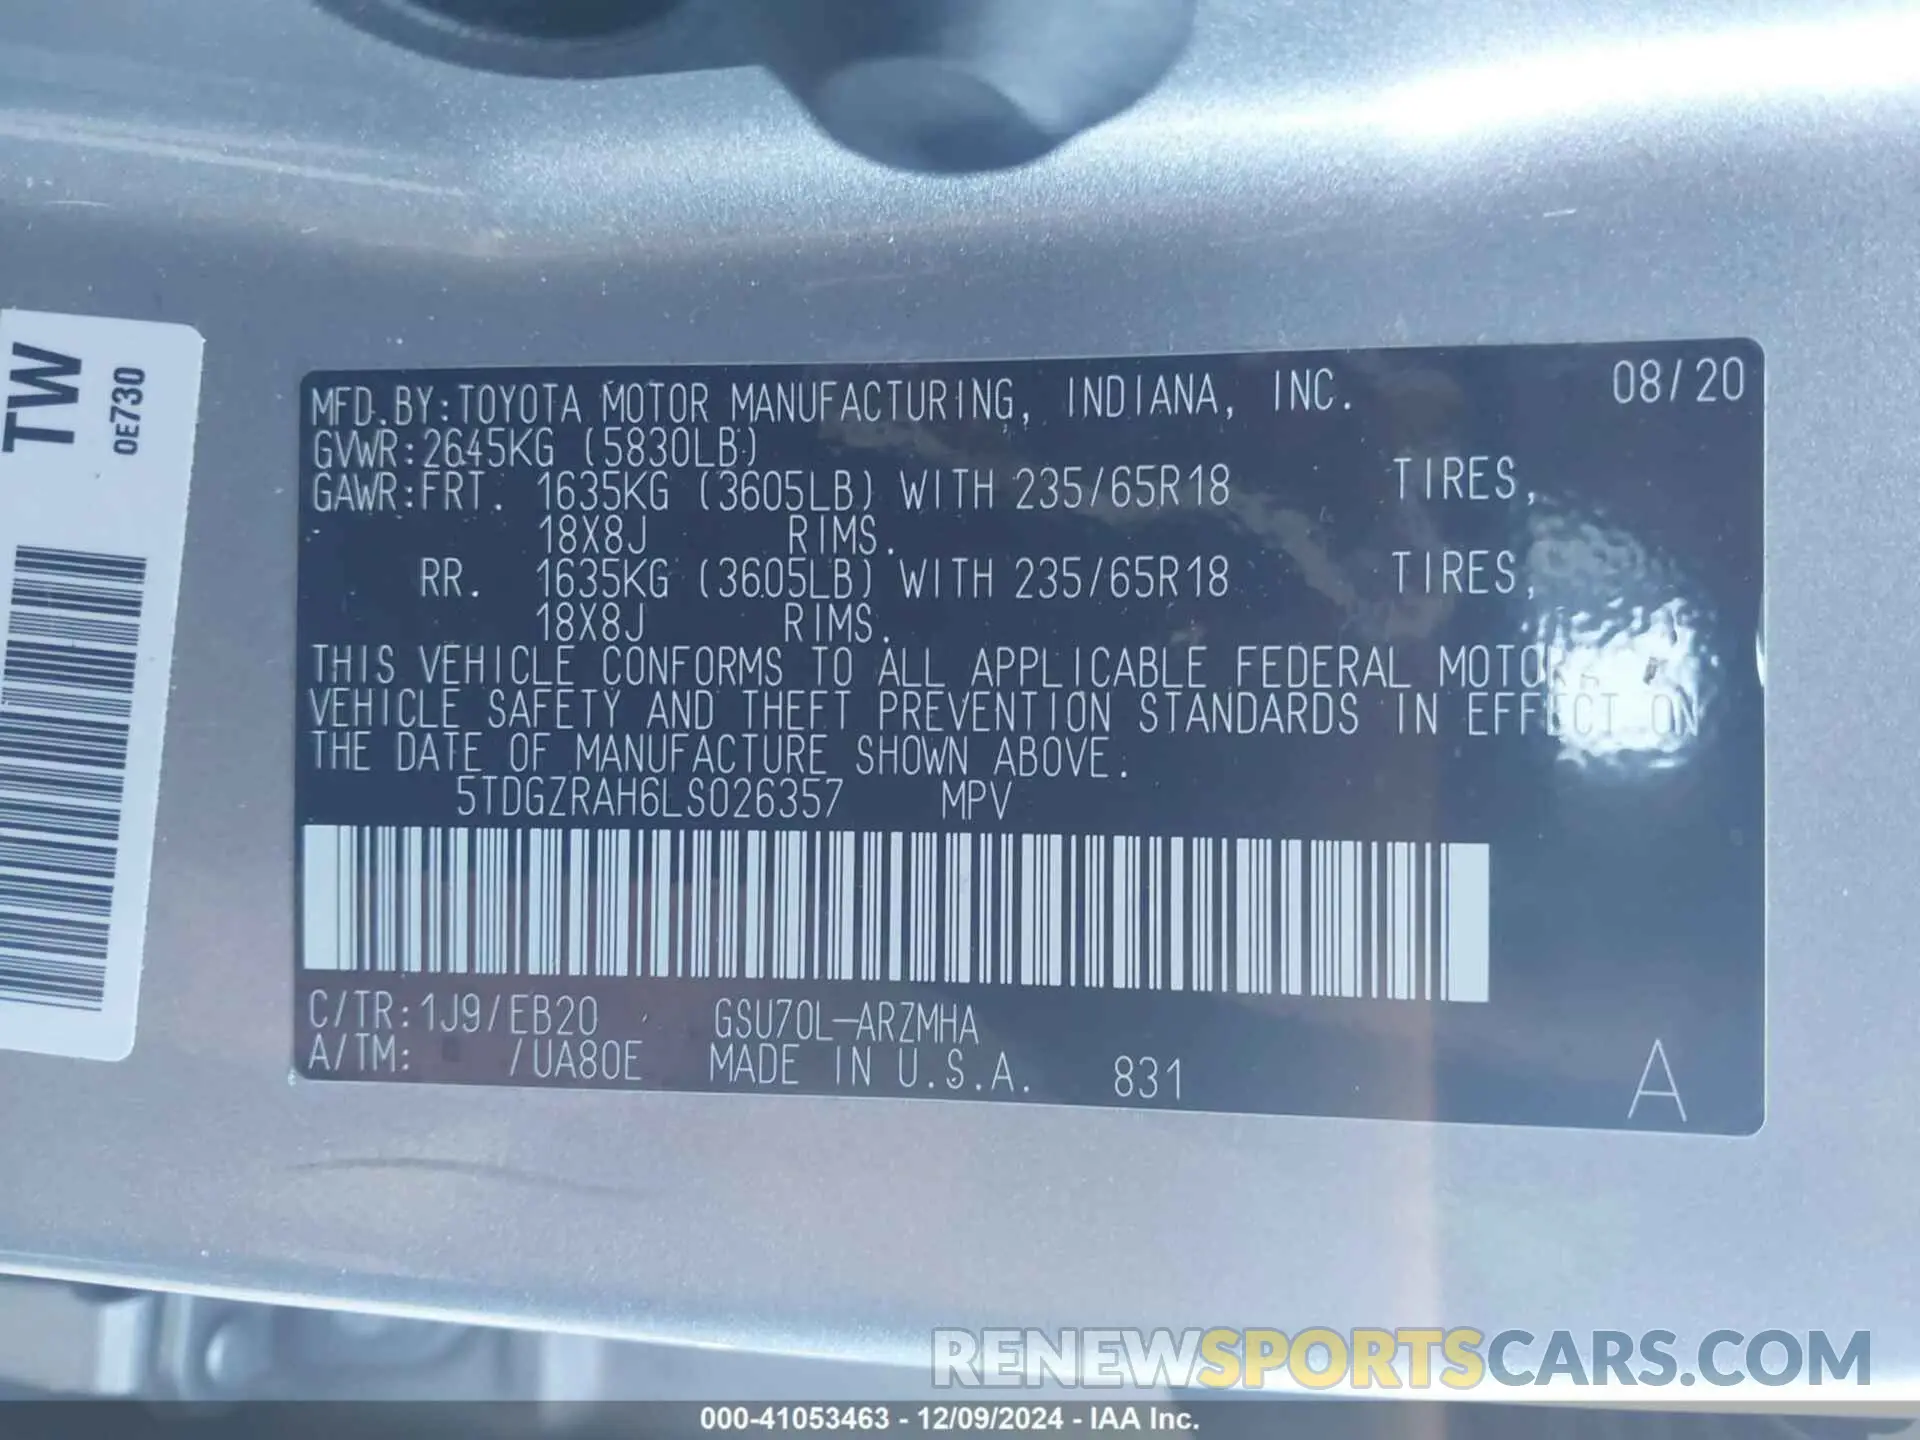 TW
0E730
MFD.BY:TOYOTA MOTOR MANUFACTURING, INDIANA, INC. 08/20
GVWR:2645KG (5830LB)
GAWR:FRT. 1635KG (3605LB) WITH 235/65R18 TIRES,
18X8J RIMS.
RR. 1635KG (3605LB) WITH 235/65R18 TIRES,
18X8J RIMS.
THIS VEHICLE CONFORMS TO ALL APPLICABLE FEDERAL MOTOR
VEHICLE SAFETY AND THEFT PREVENTION STANDARDS IN EFFECT ON
THE DATE OF MANUFACTURE SHOWN ABOVE.
5TDGZRAH6LS026357 MPV
C/TR:1J9/EB20 GSU70L-ARZMHA
A/TM: /UA80E MADE IN U.S.A. 831 A
RENEWSPORTSCARS.COM
000-41053463 - 12/09/2024 - IAA Inc.